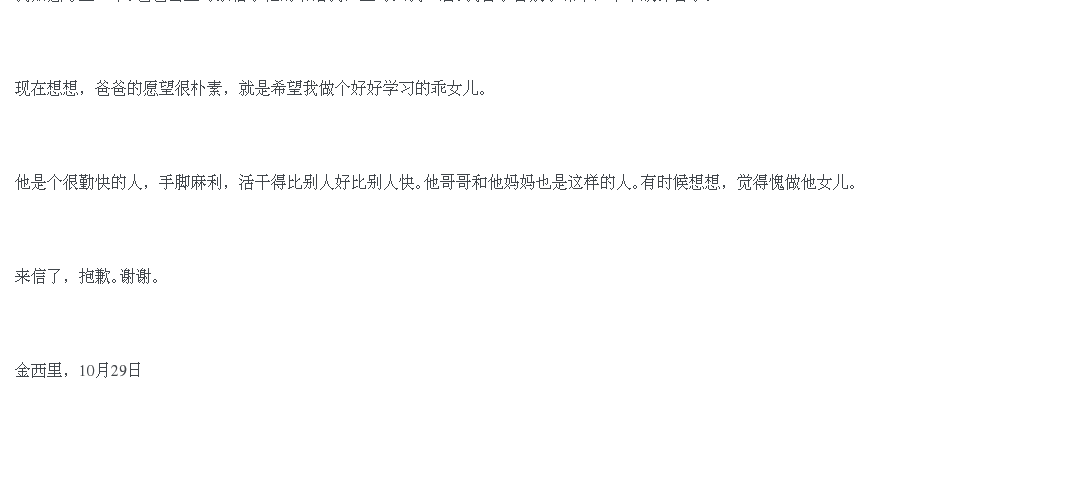 现在想想，爸爸的愿望很朴素，就是希望我做个好好学习的乖女儿。
他是个很勤快的人，手脚麻利，活干得比别人好比别人快。他哥哥和他妈妈也是这样的人。有时候想想，觉得愧做他女儿。
来信了，抱歉。谢谢。
金西里，10月29日